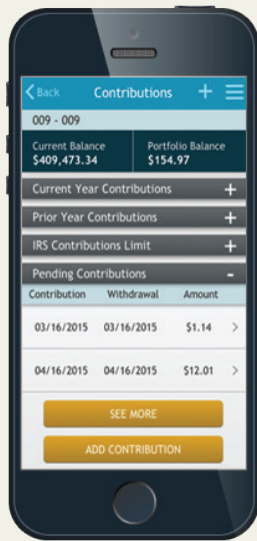 Back Contributions +
009 - 009
Current Balance Portfolio Balance
$409,473.34 $154.97
Current Year Contributions +
Prior Year Contributions +
IRS Contributions Limit +
Pending Contributions -
Contribution Withdrawal Amount
03/16/2015 03/16/2015 $1.14 >
04/16/2015 04/16/2015 $12.01 >
SEE MORE
ADD CONTRIBUTION